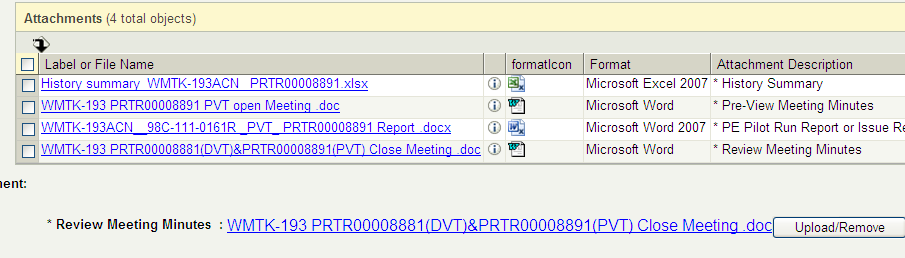 Attachments (4 total objects)
Label or File Name formatIcon Format Attachment Description
History summary_WMTK-193ACN__PRTR00008891.xlsx Microsoft Excel 2007 * History Summary
WMTK-193 PRTR00008891 PVT open Meeting .doc Microsoft Word * Pre-View Meeting Minutes
WMTK-193ACN__98C-111-0161R _PVT_ PRTR00008891 Report .docx Microsoft Word 2007 * PE Pilot Run Report or Issue Re
WMTK-193 PRTR00008881(DVT)&PRTR00008891(PVT) Close Meeting .doc Microsoft Word * Review Meeting Minutes
ment:
* Review Meeting Minutes : WMTK-193 PRTR00008881(DVT)&PRTR00008891(PVT) Close Meeting .doc Upload/Remove